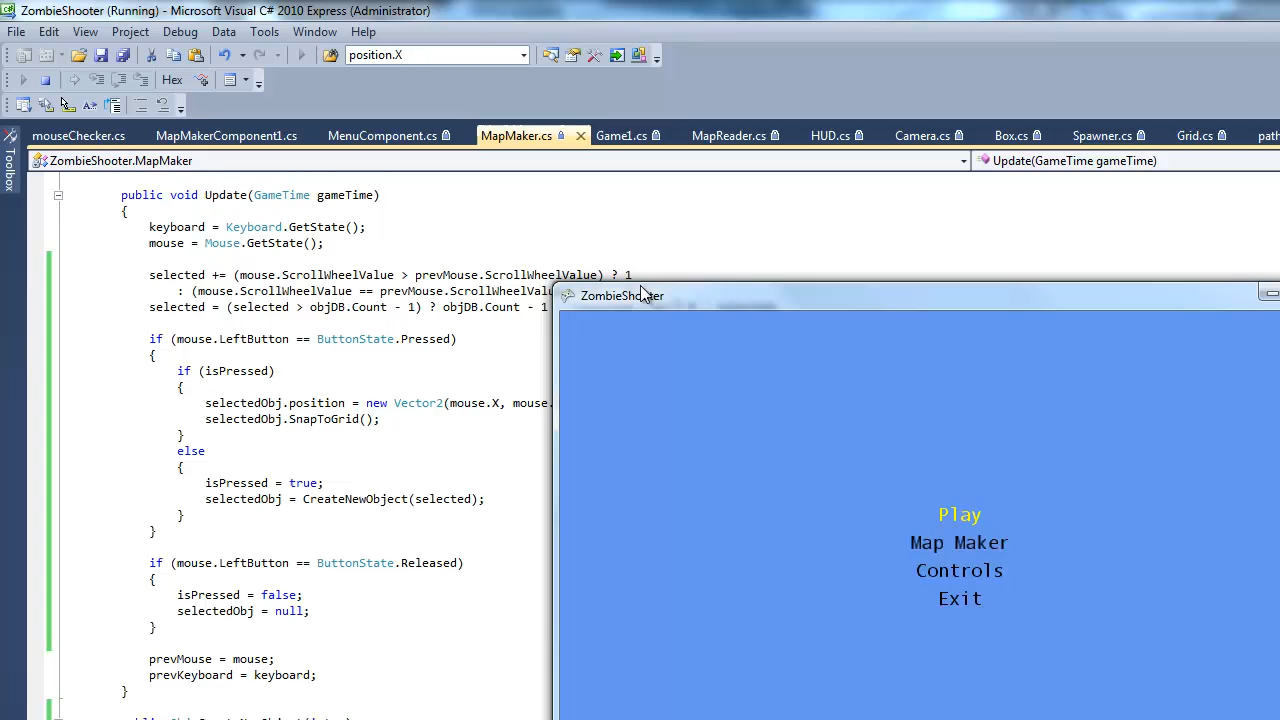 ZombieShooter (Running) - Microsoft Visual C# 2010 Express (Administrator)
File Edit View Project Debug Data Tools Window Help
position.X
Hex
mouseChecker.cs MapMakerComponent1.cs MenuComponent.cs MapMaker.cs Game1.cs MapReader.cs HUD.cs Camera.cs Box.cs Spawner.cs Grid.cs path
Toolbox
ZombieShooter.MapMaker Update(GameTime gameTime)
public void Update(GameTime gameTime)
{
keyboard = Keyboard.GetState();
mouse = Mouse.GetState();
selected += (mouse.ScrollWheelValue > prevMouse.ScrollWheelValue) ? 1
: (mouse.ScrollWheelValue == prevMouse.ScrollWheelV
selected = (selected > objDB.Count - 1) ? objDB.Count - 1
if (mouse.LeftButton == ButtonState.Pressed)
{
if (isPressed)
{
selectedObj.position = new Vector2(mouse.X, mouse.
selectedObj.SnapToGrid();
}
else
{
isPressed = true;
selectedObj = CreateNewObject(selected);
}
}
if (mouse.LeftButton == ButtonState.Released)
{
isPressed = false;
selectedObj = null;
}
prevMouse = mouse;
prevKeyboard = keyboard;
}
ZombieShooter
Play
Map Maker
Controls
Exit